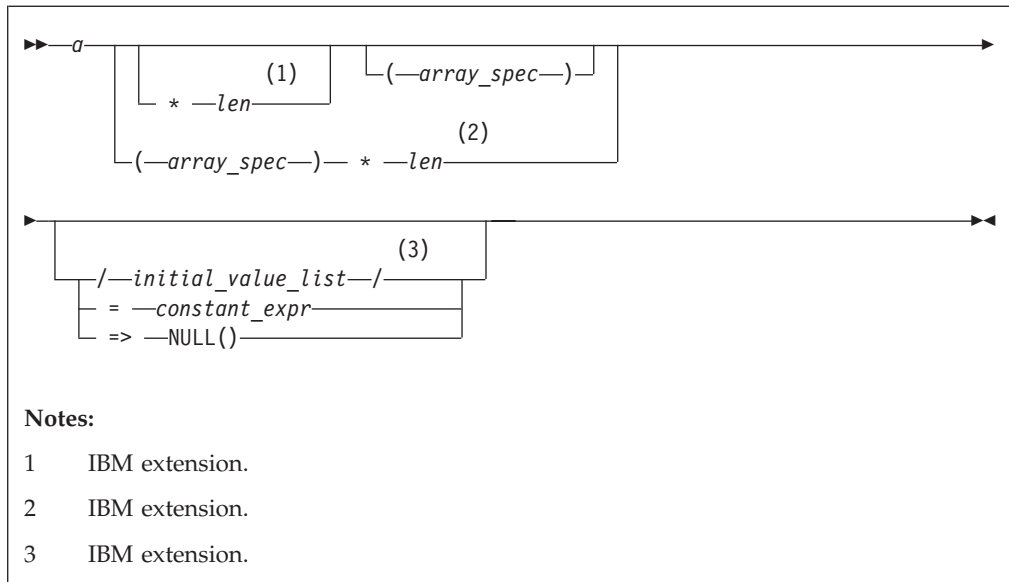 a
(1)
* len
( array_spec )
(2)
( array_spec ) * len
(3)
/ initial_value_list /
= constant_expr
=> NULL()
Notes:
1 IBM extension.
2 IBM extension.
3 IBM extension.